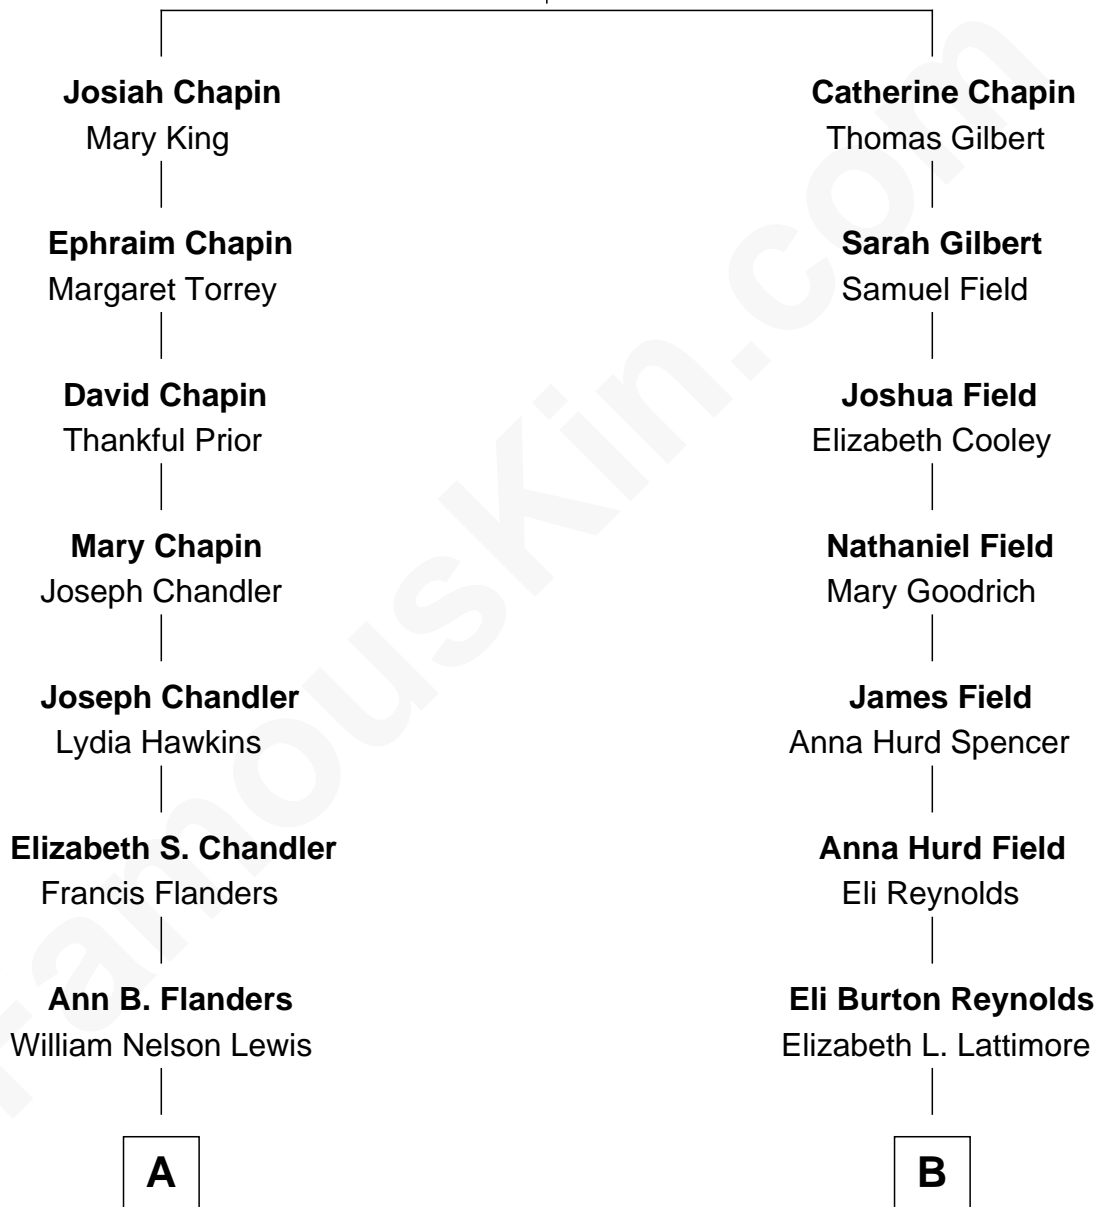 Josiah Chapin
Mary King
Ephraim Chapin
Margaret Torrey
David Chapin
Thankful Prior
Mary Chapin
Joseph Chandler
Joseph Chandler
Lydia Hawkins
Elizabeth S. Chandler
Francis Flanders
Ann B. Flanders
William Nelson Lewis
A
Catherine Chapin
Thomas Gilbert
Sarah Gilbert
Samuel Field
Joshua Field
Elizabeth Cooley
Nathaniel Field
Mary Goodrich
James Field
Anna Hurd Spencer
Anna Hurd Field
Eli Reynolds
Eli Burton Reynolds
Elizabeth L. Lattimore
B
FamousKin.com